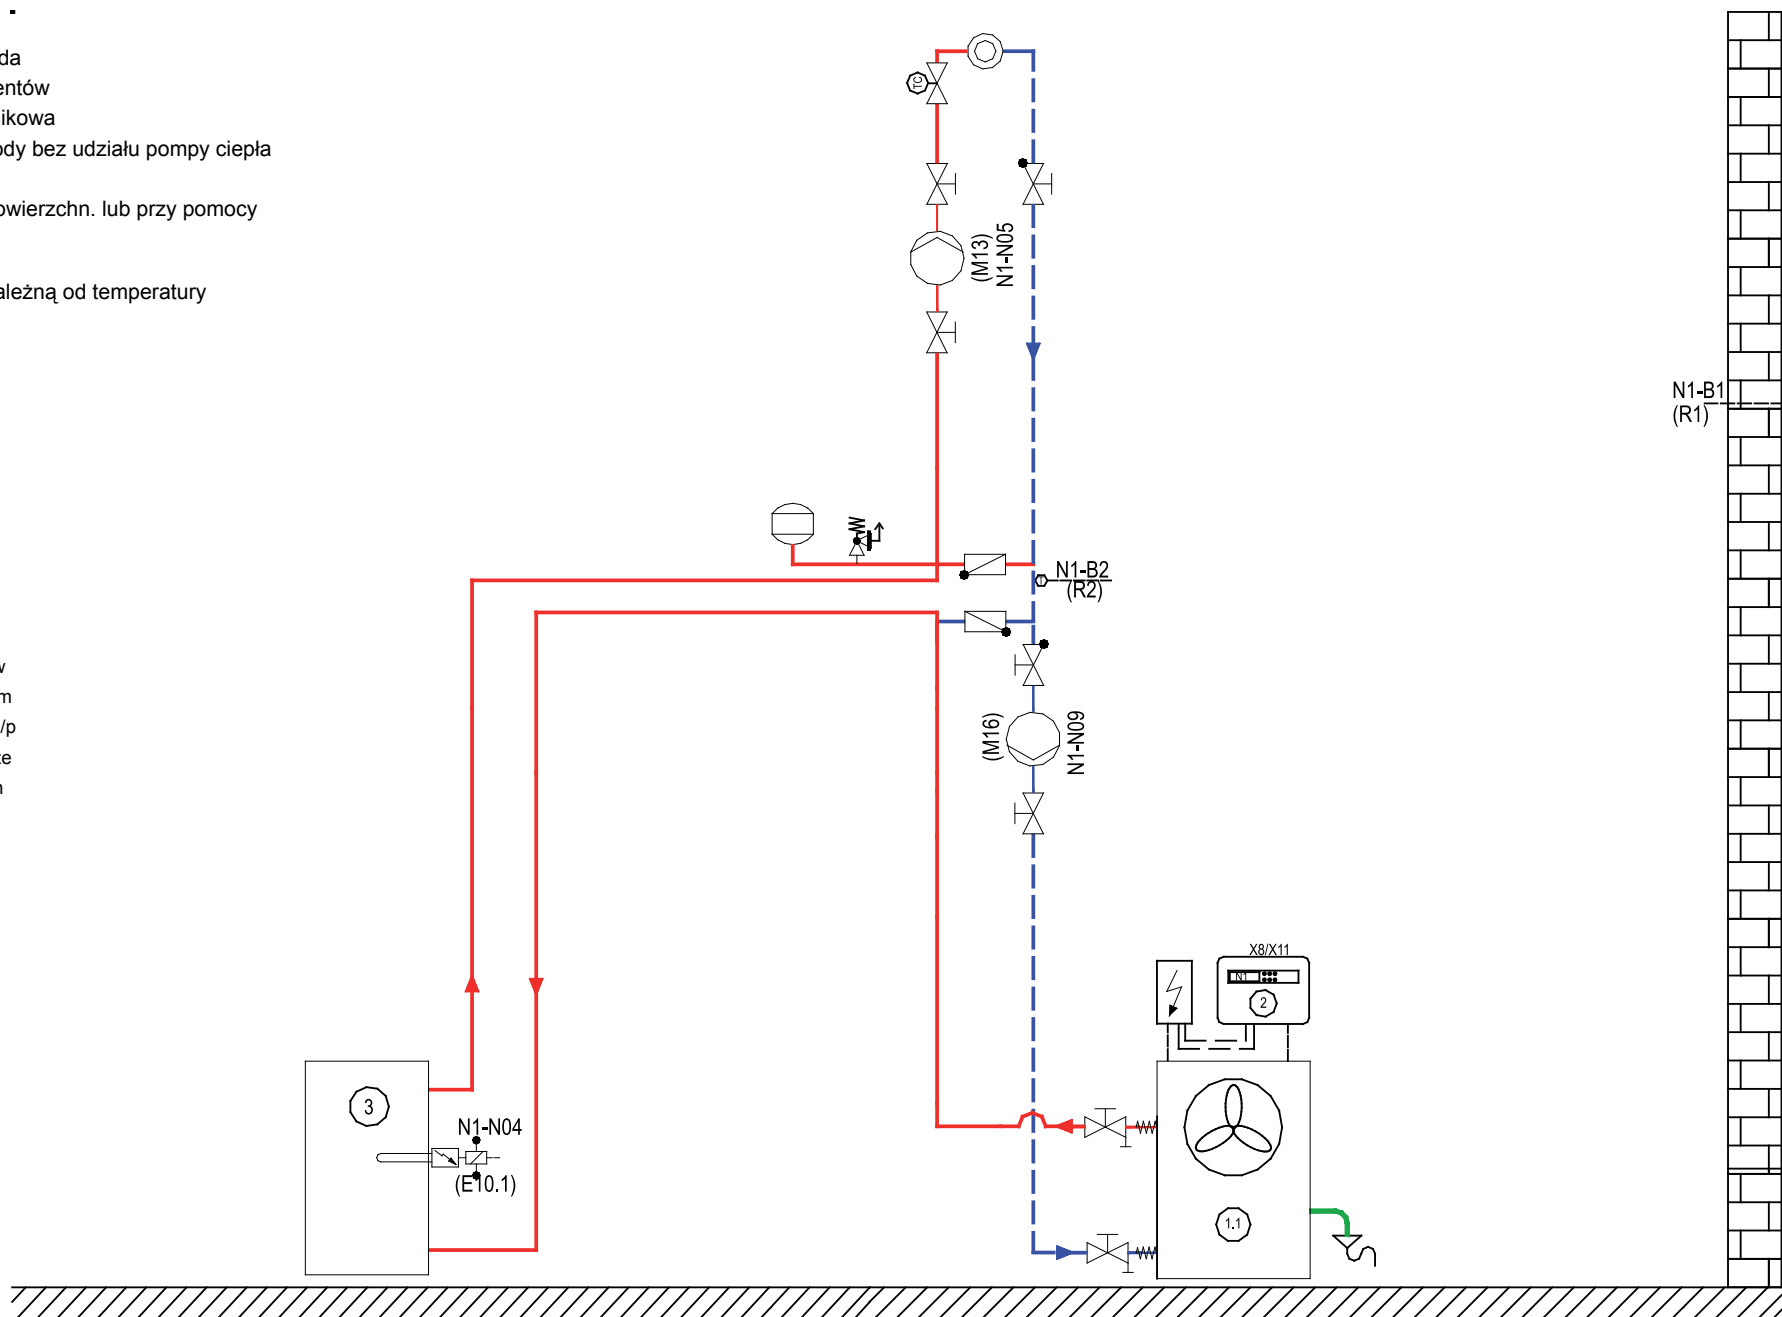 da
entów
ikowa
ody bez udziału pompy ciepła
owierzchn. lub przy pomocy
ależną od temperatury
w
m
/p
że
h
TC
(M13)
N1-N05
N1-B1
(R1)
T
N1-B2
(R2)
(M16)
N1-N09
X8/X11
N1
2
3
N1-N04
(E10.1)
1.1